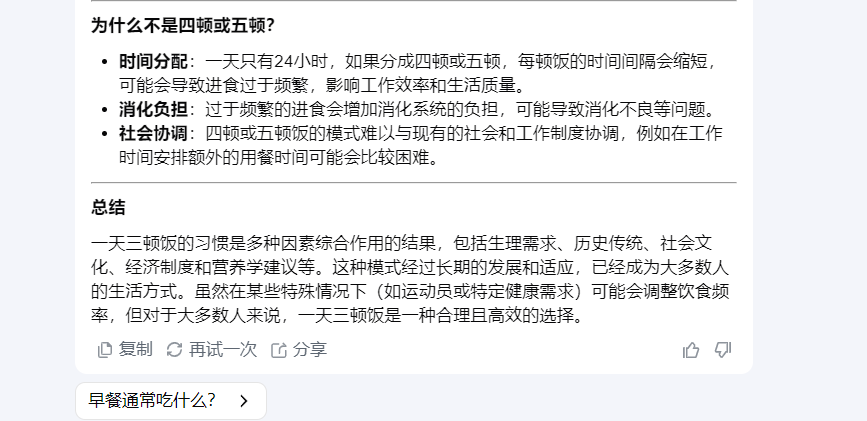 为什么不是四顿或五顿？
• 时间分配：一天只有24小时，如果分成四顿或五顿，每顿饭的时间间隔会缩短，
可能会导致进食过于频繁，影响工作效率和生活质量。
• 消化负担：过于频繁的进食会增加消化系统的负担，可能导致消化不良等问题。
• 社会协调：四顿或五顿饭的模式难以与现有的社会和工作制度协调，例如在工作
时间安排额外的用餐时间可能会比较困难。
总结
一天三顿饭的习惯是多种因素综合作用的结果，包括生理需求、历史传统、社会文
化、经济制度和营养学建议等。这种模式经过长期的发展和适应，已经成为大多数人
的生活方式。虽然在某些特殊情况下（如运动员或特定健康需求）可能会调整饮食频
率，但对于大多数人来说，一天三顿饭是一种合理且高效的选择。
复制 再试一次 分享
早餐通常吃什么？